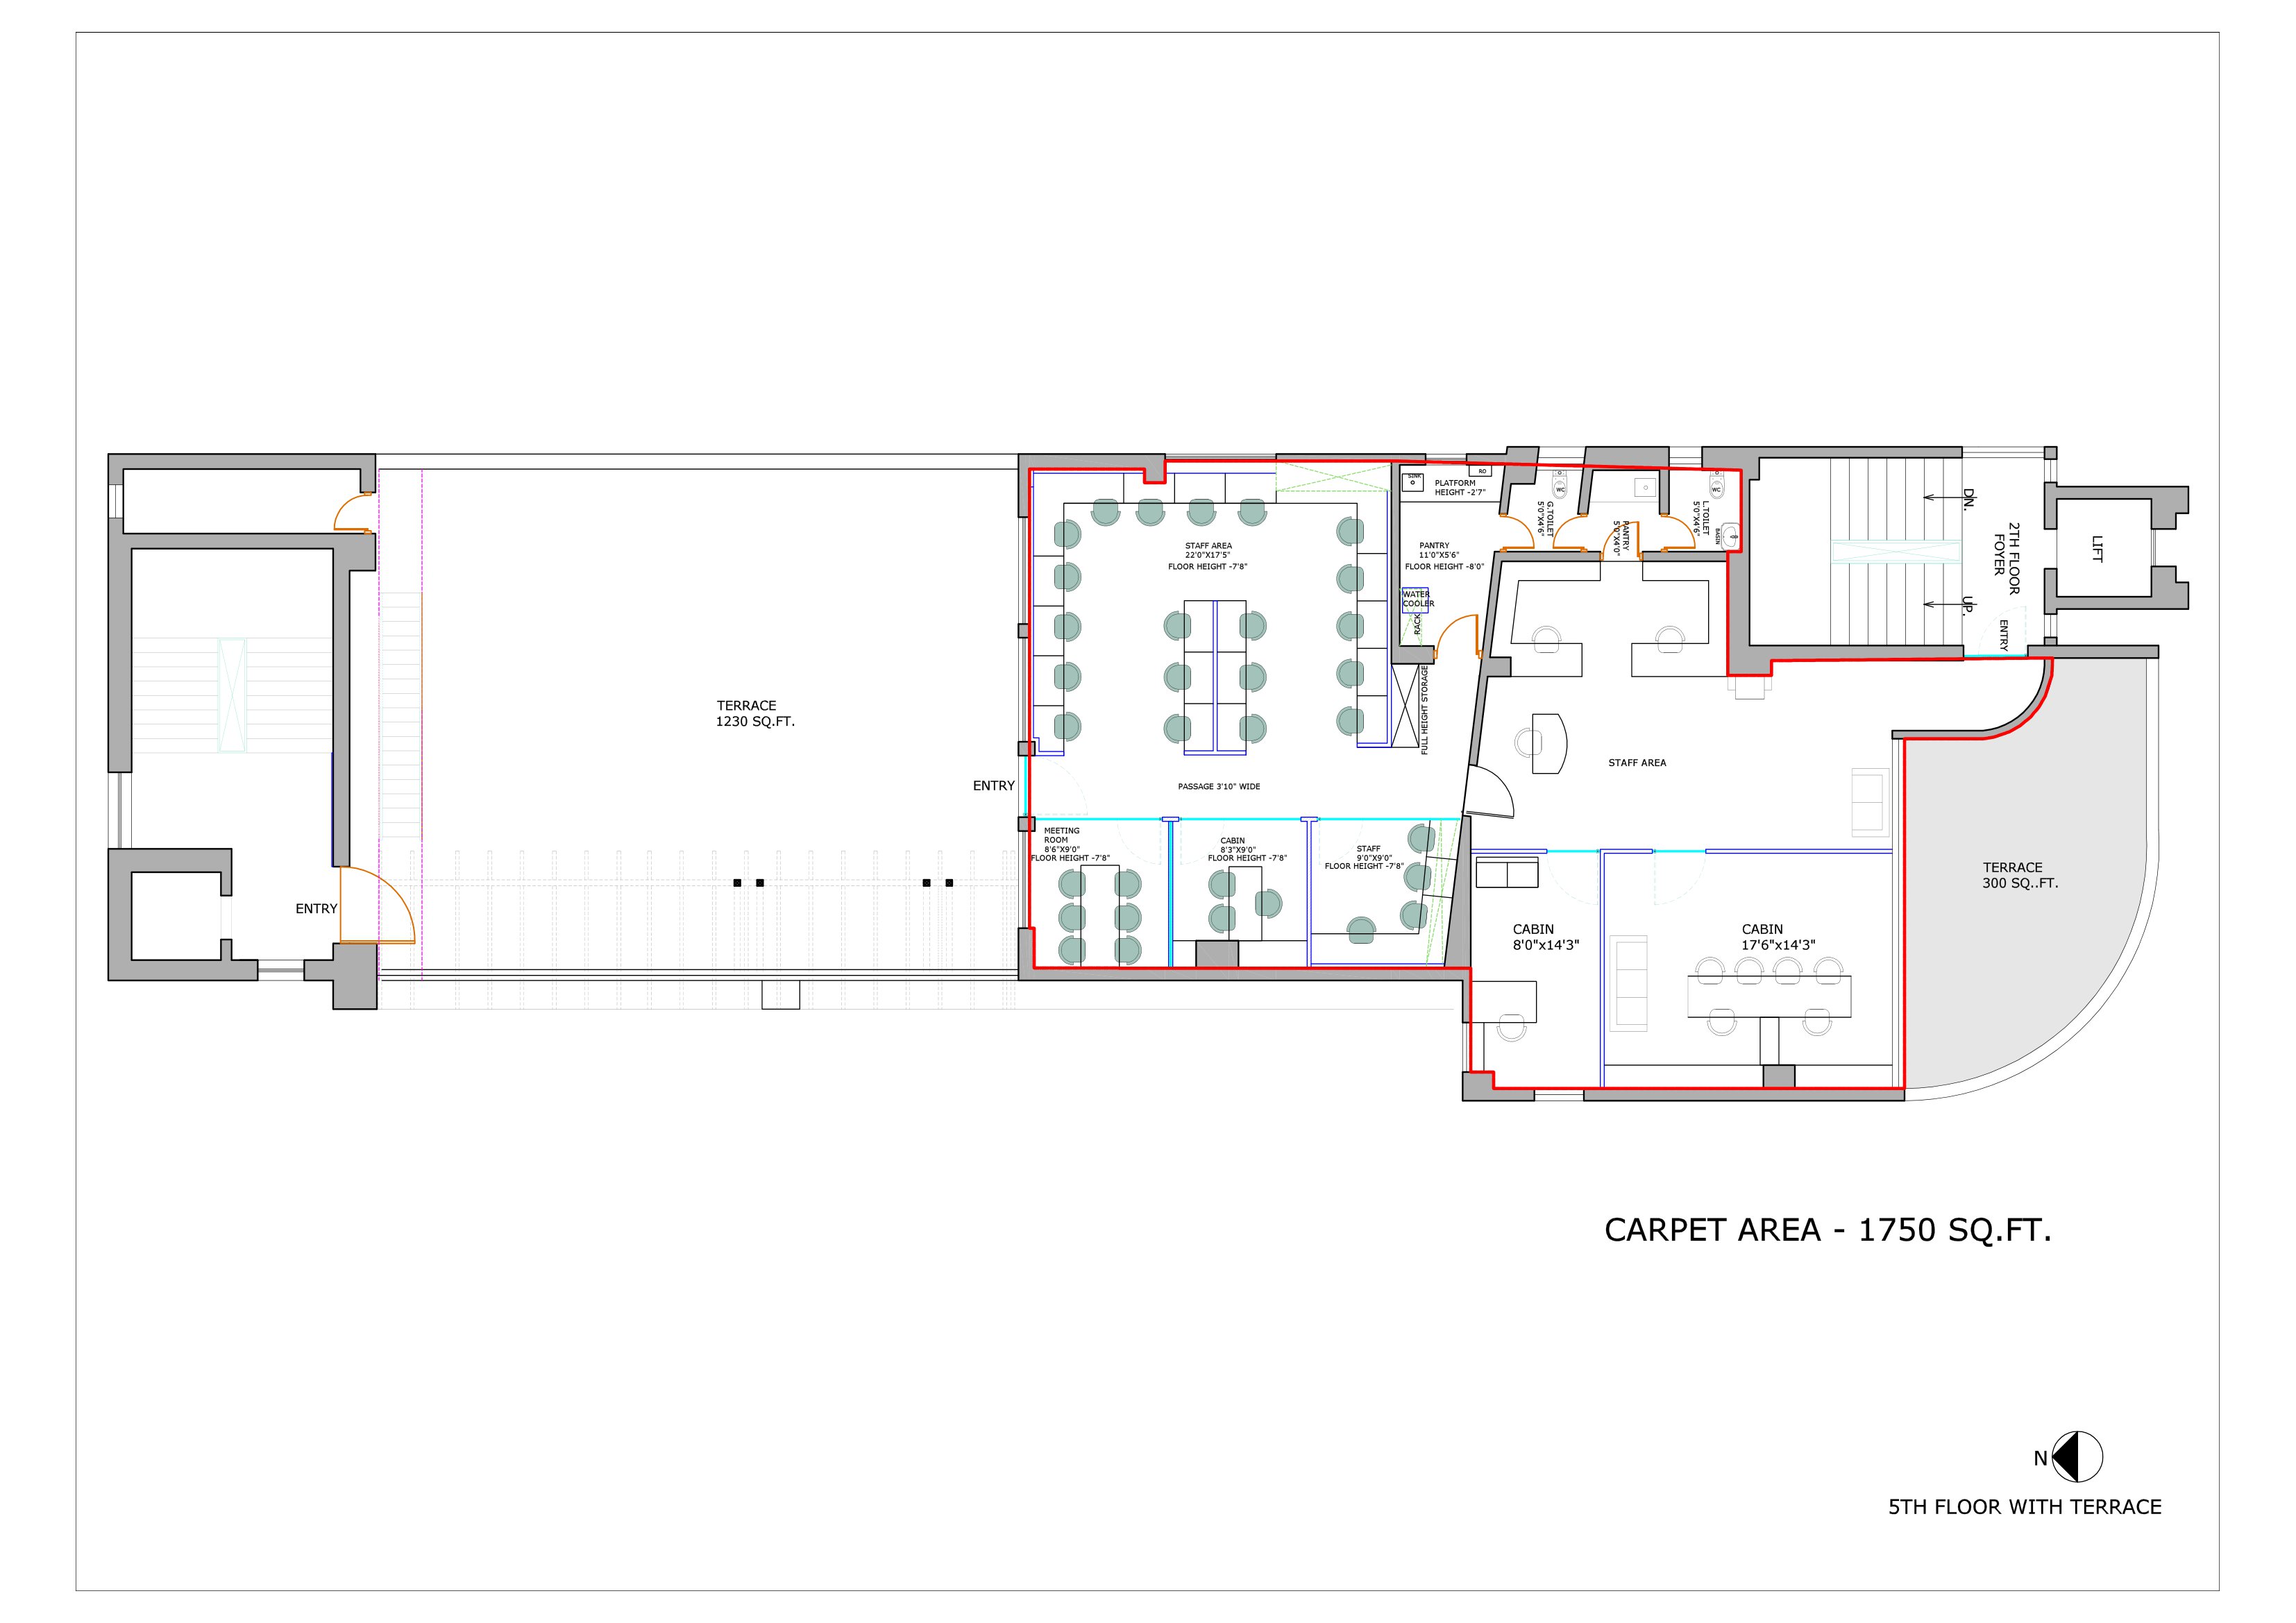 SINK
RO
PLATFORM
HEIGHT -2'7"
WC
G.TOILET
5'0"X4'6"
PANTRY
5'0"X4'0"
WC
L.TOILET
5'0"X4'6"
BASIN
DN.
UP.
2TH FLOOR
FOYER
ENTRY
LIFT
STAFF AREA
22'0"X17'5"
FLOOR HEIGHT -7'8"
PANTRY
11'0"X5'6"
FLOOR HEIGHT -8'0"
WATER
COOLER
RACK
FULL HEIGHT STORAGE
TERRACE
1230 SQ.FT.
ENTRY
PASSAGE 3'10" WIDE
STAFF AREA
MEETING
ROOM
8'6"X9'0"
FLOOR HEIGHT -7'8"
CABIN
8'3"X9'0"
FLOOR HEIGHT -7'8"
STAFF
9'0"X9'0"
FLOOR HEIGHT -7'8"
TERRACE
300 SQ..FT.
ENTRY
CABIN
8'0"x14'3"
CABIN
17'6"x14'3"
CARPET AREA - 1750 SQ.FT.
N
5TH FLOOR WITH TERRACE